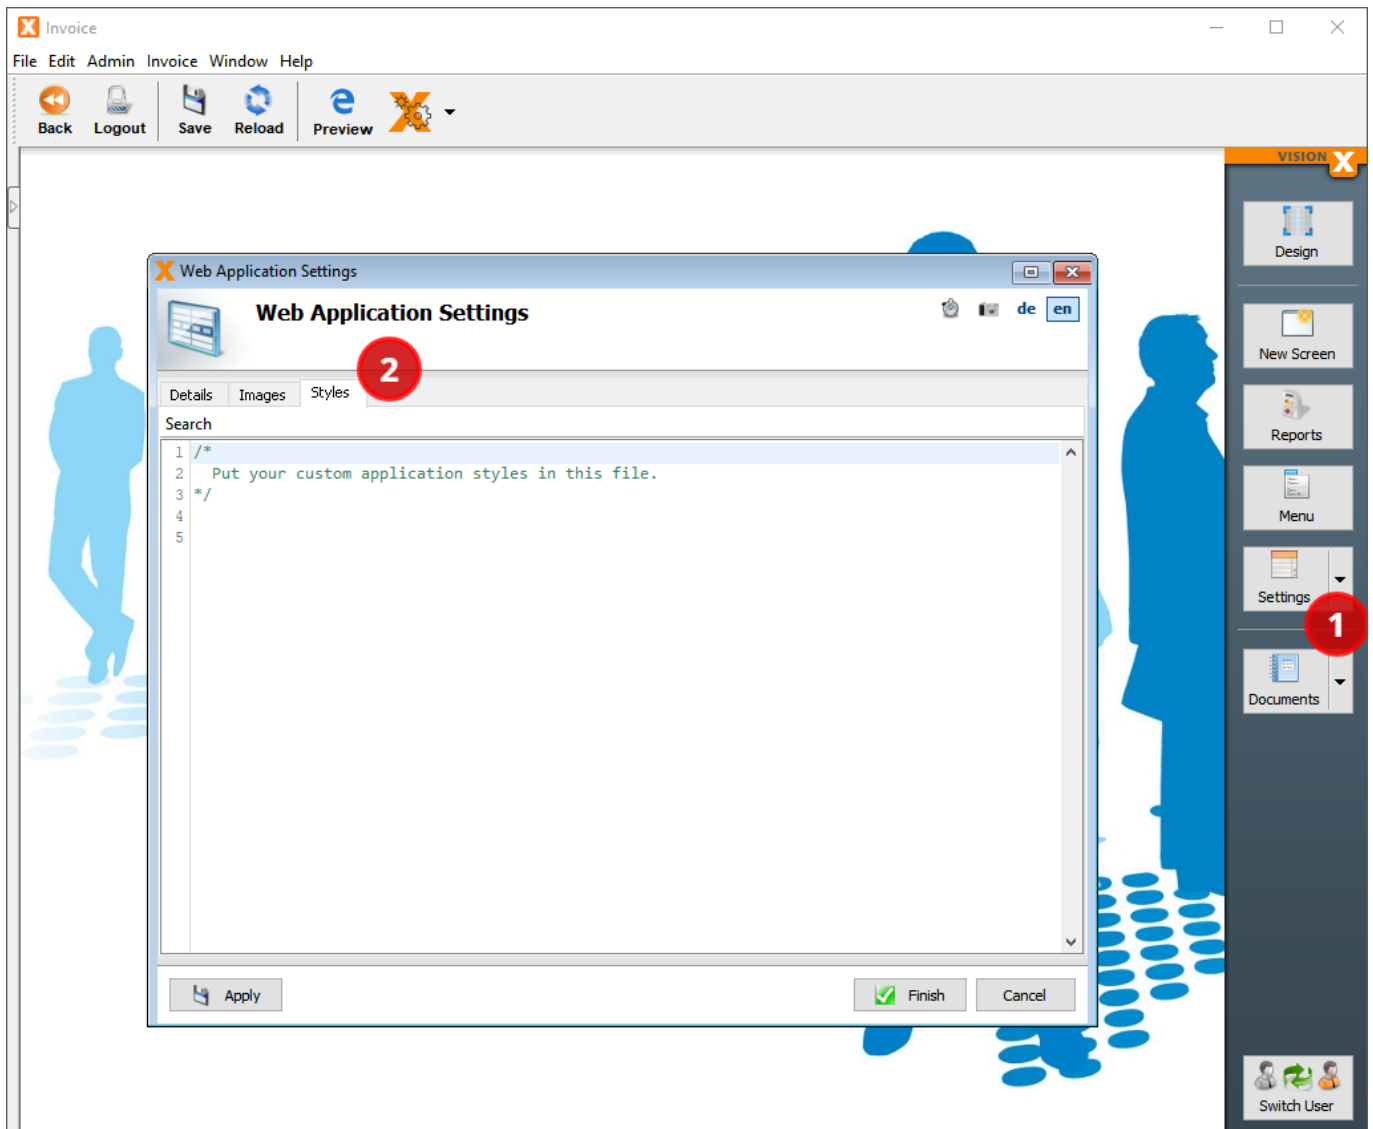 Invoice
File Edit Admin Invoice Window Help
Back Logout Save Reload Preview
VISION X
Design
New Screen
Reports
Menu
Settings
1
Documents
Switch User
Web Application Settings
Web Application Settings
de en
2
Details Images Styles
Search
1 /*
2 Put your custom application styles in this file.
3 */
4
5
Apply Finish Cancel